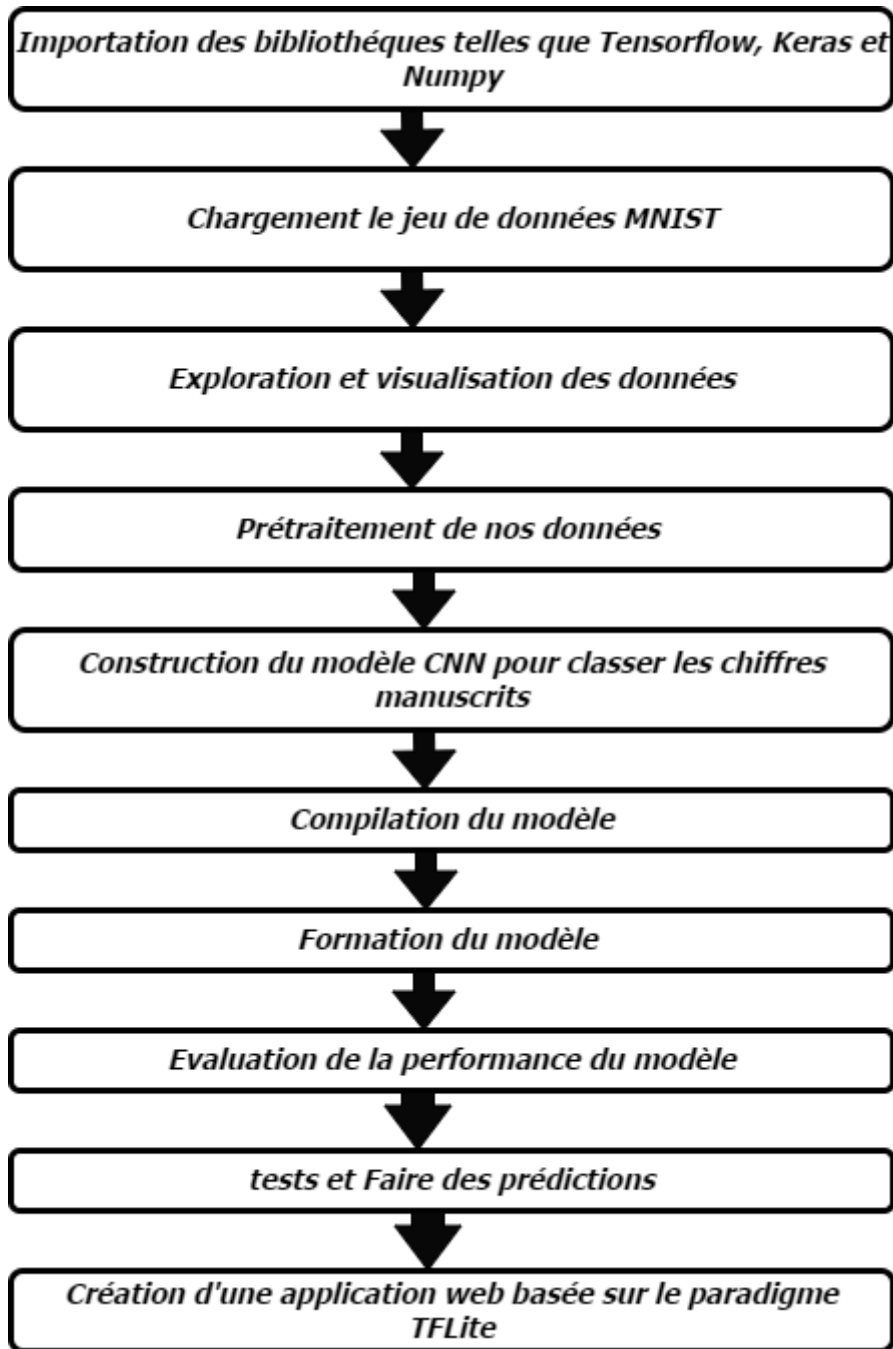 Importation des bibliothéques telles que Tensorflow, Keras et
Numpy
Chargement le jeu de données MNIST
Exploration et visualisation des données
Prétraitement de nos données
Construction du modèle CNN pour classer les chiffres
manuscrits
Compilation du modèle
Formation du modèle
Evaluation de la performance du modèle
tests et Faire des prédictions
Création d'une application web basée sur le paradigme
TFLite